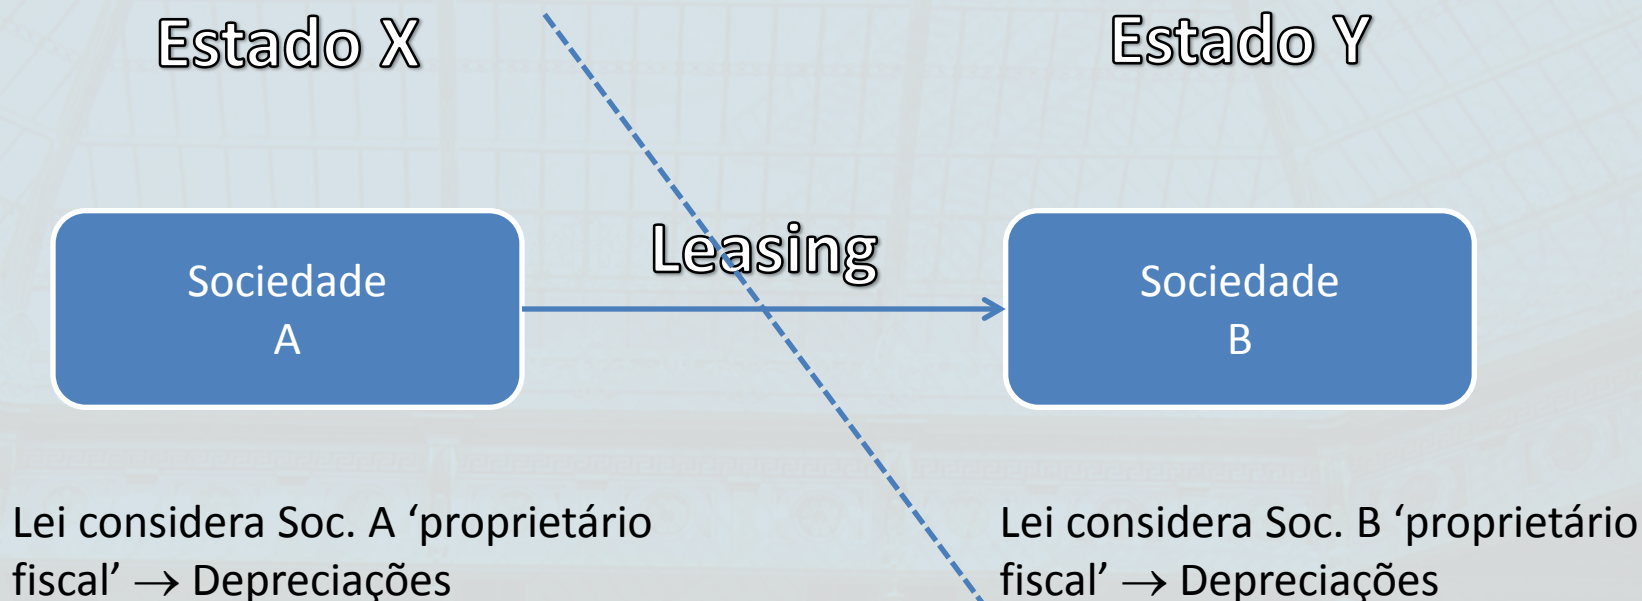 Estado X
Estado Y
Leasing
Sociedade
A
Sociedade
B
Lei considera Soc. A ‘proprietário
fiscal’ → Depreciações
Lei considera Soc. B ‘proprietário
fiscal’ → Depreciações